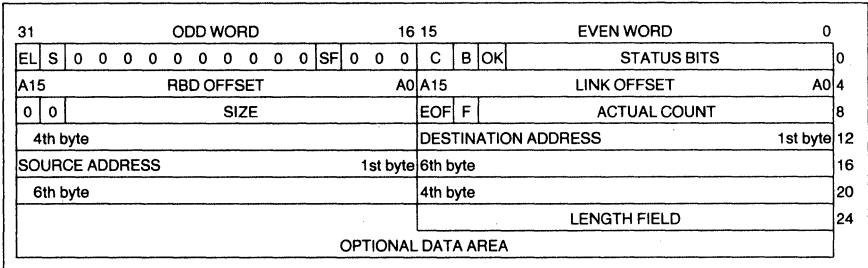 31 ODD WORD 16 15 EVEN WORD 0
EL S 0 0 0 0 0 0 0 0 0 0 SF 0 0 0 C B OK STATUS BITS 0
A15 RBD OFFSET A0 A15 LINK OFFSET A0 4
0 0 SIZE EOF F ACTUAL COUNT 8
4th byte DESTINATION ADDRESS 1st byte 12
SOURCE ADDRESS 1st byte 6th byte 16
6th byte 4th byte 20
LENGTH FIELD 24
OPTIONAL DATA AREA